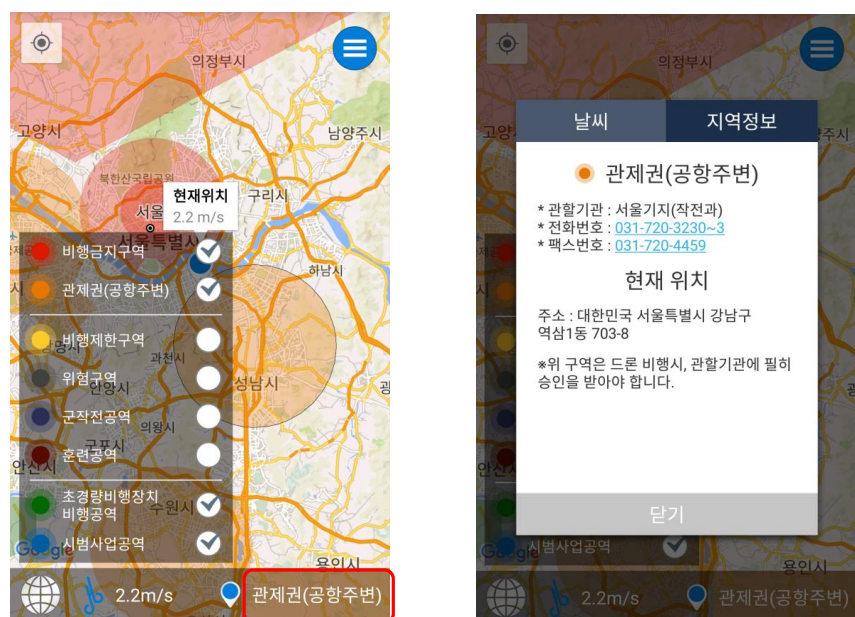 의정부시
고양시
남양주시
북한산국립공원
현재위치
2.2 m/s
구리시
서울
서울특별시
비행금지구역
하남시
관제권(공항주변)
비행제한구역
과천시
위험구역
안양시
성남시
군작전공역
의왕시
군포시
훈련공역
안산시
초경량비행장치
비행공역
수원시
Google
시범사업공역
용인시
2.2m/s
관제권(공항주변)
의정부시
날씨
지역정보
관제권(공항주변)
* 관할기관 : 서울기지(작전과)
* 전화번호 : 031-720-3230~3
* 팩스번호 : 031-720-4459
현재 위치
주소 : 대한민국 서울특별시 강남구
역삼1동 703-8
※위 구역은 드론 비행시, 관할기관에 필히
승인을 받아야 합니다.
닫기
시범사업공역
용인시
2.2m/s
관제권(공항주변)